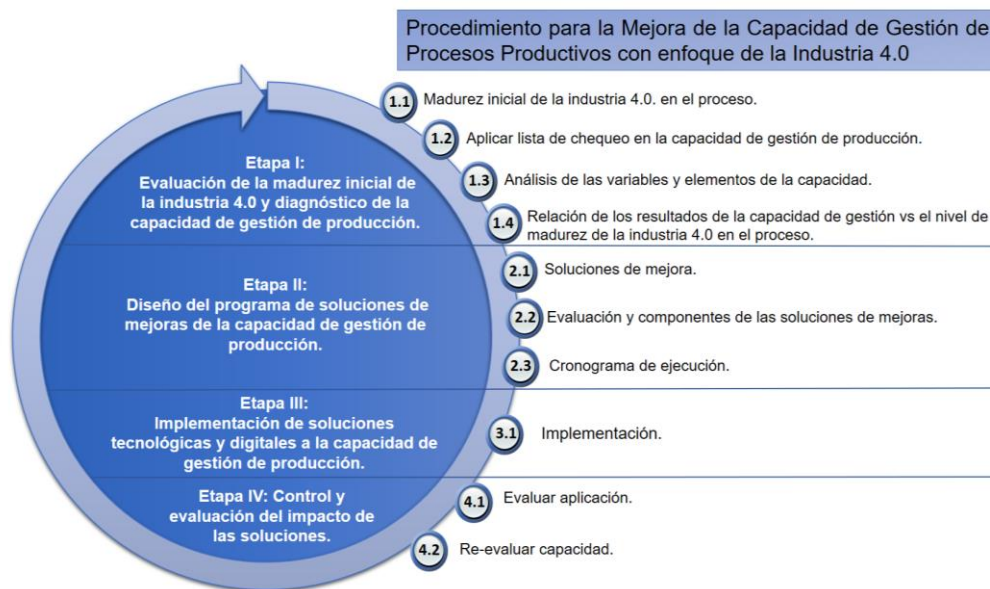 Procedimiento para la Mejora de la Capacidad de Gestión de
Procesos Productivos con enfoque de la Industria 4.0
Etapa I:
Evaluación de la madurez inicial de
la industria 4.0 y diagnóstico de la
capacidad de gestión de producción.
1.1 Madurez inicial de la industria 4.0. en el proceso.
1.2 Aplicar lista de chequeo en la capacidad de gestión de producción.
1.3 Análisis de las variables y elementos de la capacidad.
1.4 Relación de los resultados de la capacidad de gestión vs el nivel de
madurez de la industria 4.0 en el proceso.
Etapa II:
Diseño del programa de soluciones de
mejoras de la capacidad de gestión de
producción.
2.1 Soluciones de mejora.
2.2 Evaluación y componentes de las soluciones de mejoras.
2.3 Cronograma de ejecución.
Etapa III:
Implementación de soluciones
tecnológicas y digitales a la capacidad de
gestión de producción.
3.1 Implementación.
Etapa IV: Control y
evaluación del impacto de
las soluciones.
4.1 Evaluar aplicación.
4.2 Re-evaluar capacidad.